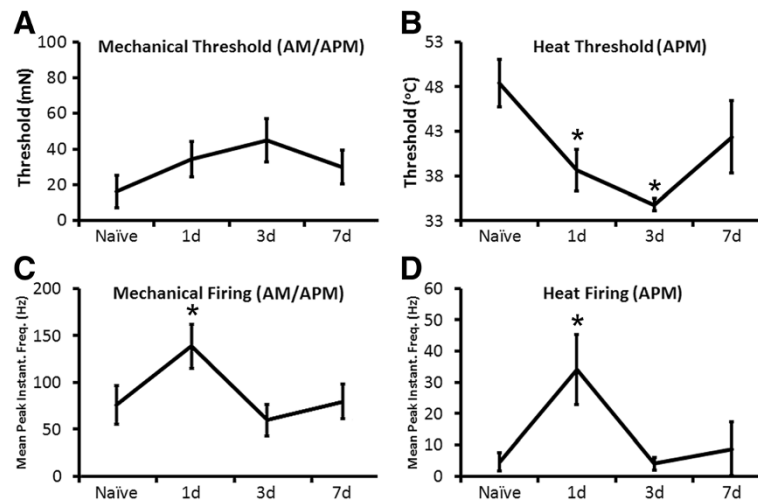 A
Mechanical Threshold (AM/APM)
Threshold (mN)
100
80
60
40
20
0
Naïve 1d 3d 7d
B
Heat Threshold (APM)
Threshold (°C)
53
48
43
38
33
* *
Naïve 1d 3d 7d
C
Mechanical Firing (AM/APM)
Mean Peak Instant. Freq. (Hz)
200
150
100
50
0
*
Naïve 1d 3d 7d
D
Heat Firing (APM)
Mean Peak Instant. Freq. (Hz)
60
50
40
30
20
10
0
*
Naïve 1d 3d 7d